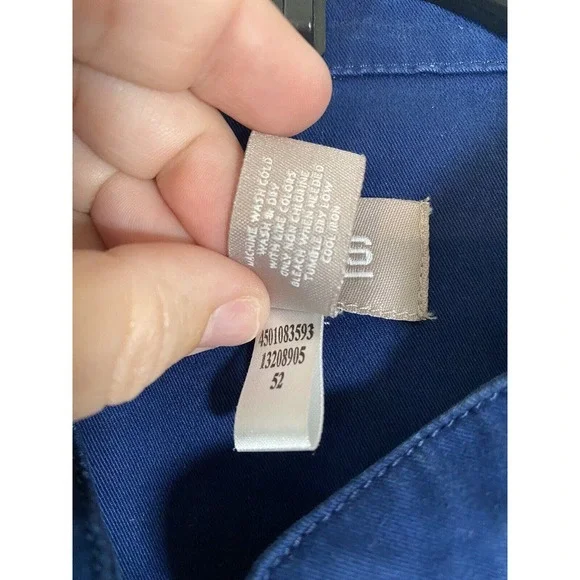 MACHINE WASH COLD
WASH & DRY
WITH LIKE COLORS
ONLY NON CHLORINE
BLEACH WHEN NEEDED
TUMBLE DRY LOW
COOL IRON
4501083593
13208905
52